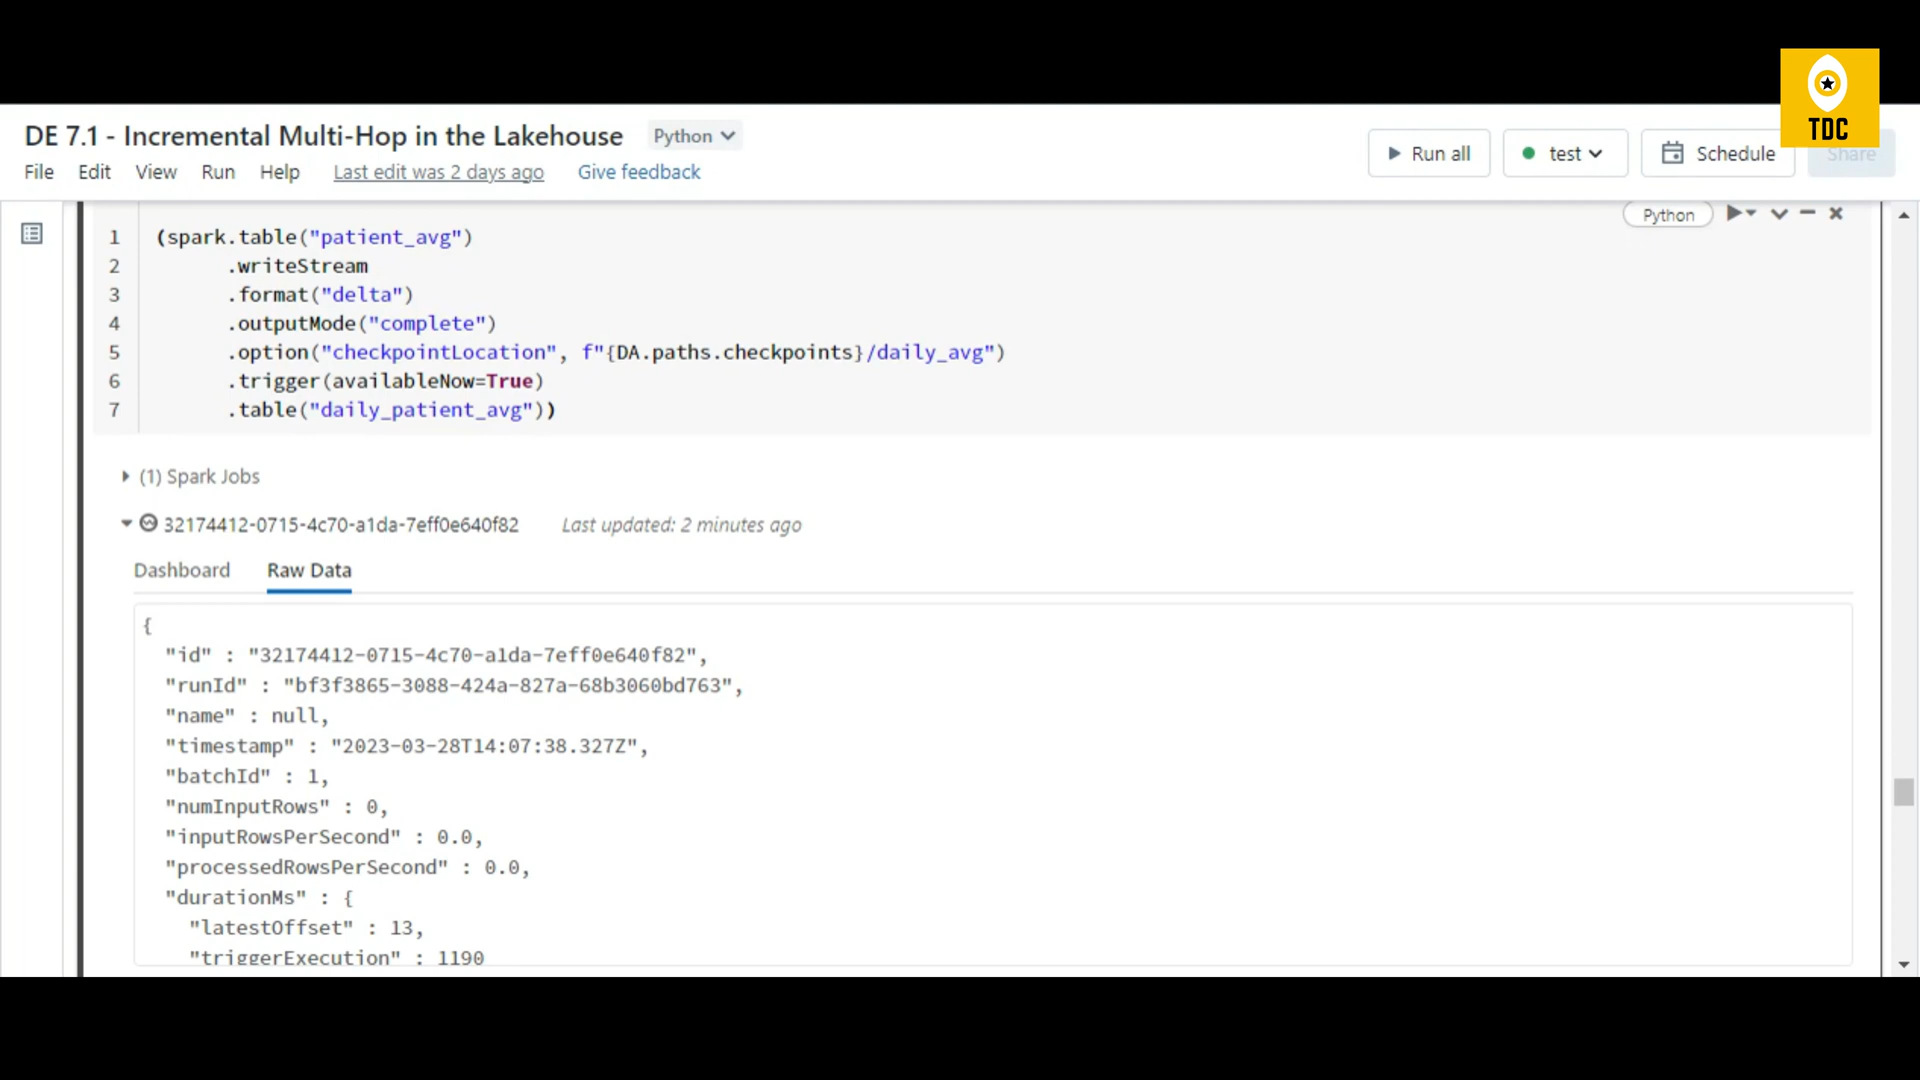 TDC
DE 7.1 - Incremental Multi-Hop in the Lakehouse Python
Run all test Schedule Share
File Edit View Run Help Last edit was 2 days ago Give feedback
Python
1 (spark.table("patient_avg")
2 .writeStream
3 .format("delta")
4 .outputMode("complete")
5 .option("checkpointLocation", f"{DA.paths.checkpoints}/daily_avg")
6 .trigger(availableNow=True)
7 .table("daily_patient_avg"))
(1) Spark Jobs
32174412-0715-4c70-a1da-7eff0e640f82 Last updated: 2 minutes ago
Dashboard Raw Data
{
"id" : "32174412-0715-4c70-a1da-7eff0e640f82",
"runId" : "bf3f3865-3088-424a-827a-68b3060bd763",
"name" : null,
"timestamp" : "2023-03-28T14:07:38.327Z",
"batchId" : 1,
"numInputRows" : 0,
"inputRowsPerSecond" : 0.0,
"processedRowsPerSecond" : 0.0,
"durationMs" : {
"latestOffset" : 13,
"triggerExecution" : 1190